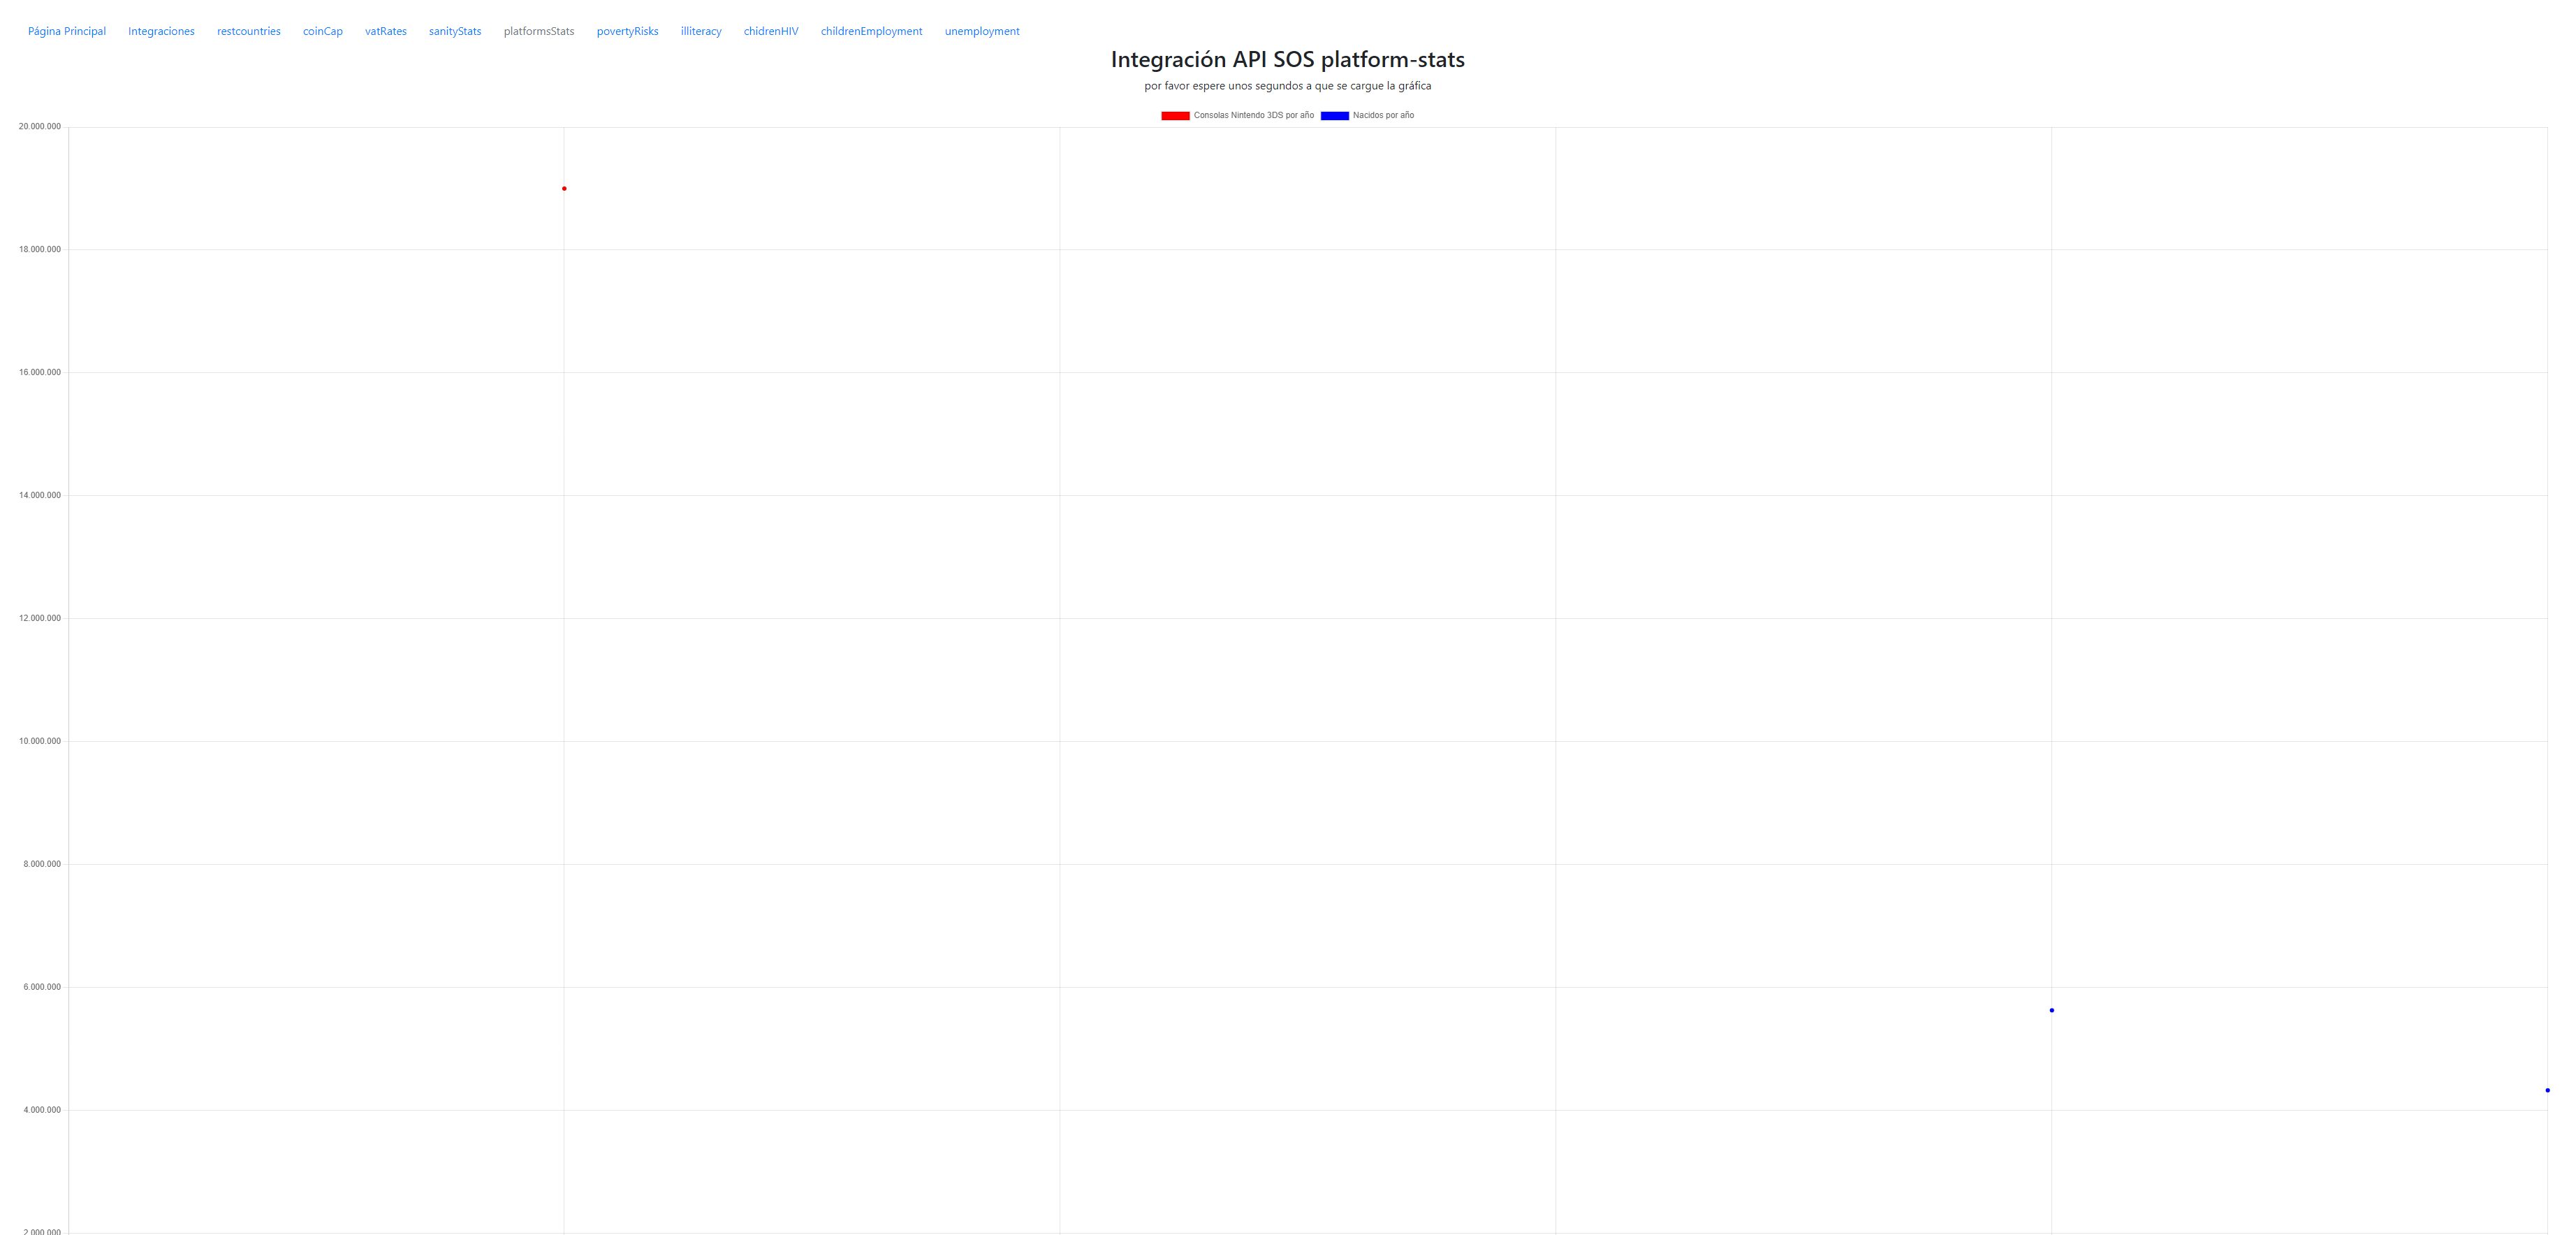 Página Principal Integraciones restcountries coinCap vatRates sanityStats platformsStats povertyRisks illiteracy chidrenHIV childrenEmployment unemployment
Integración API SOS platform-stats
por favor espere unos segundos a que se cargue la gráfica
Consolas Nintendo 3DS por año Nacidos por año
20.000.000
18.000.000
16.000.000
14.000.000
12.000.000
10.000.000
8.000.000
6.000.000
4.000.000
2.000.000